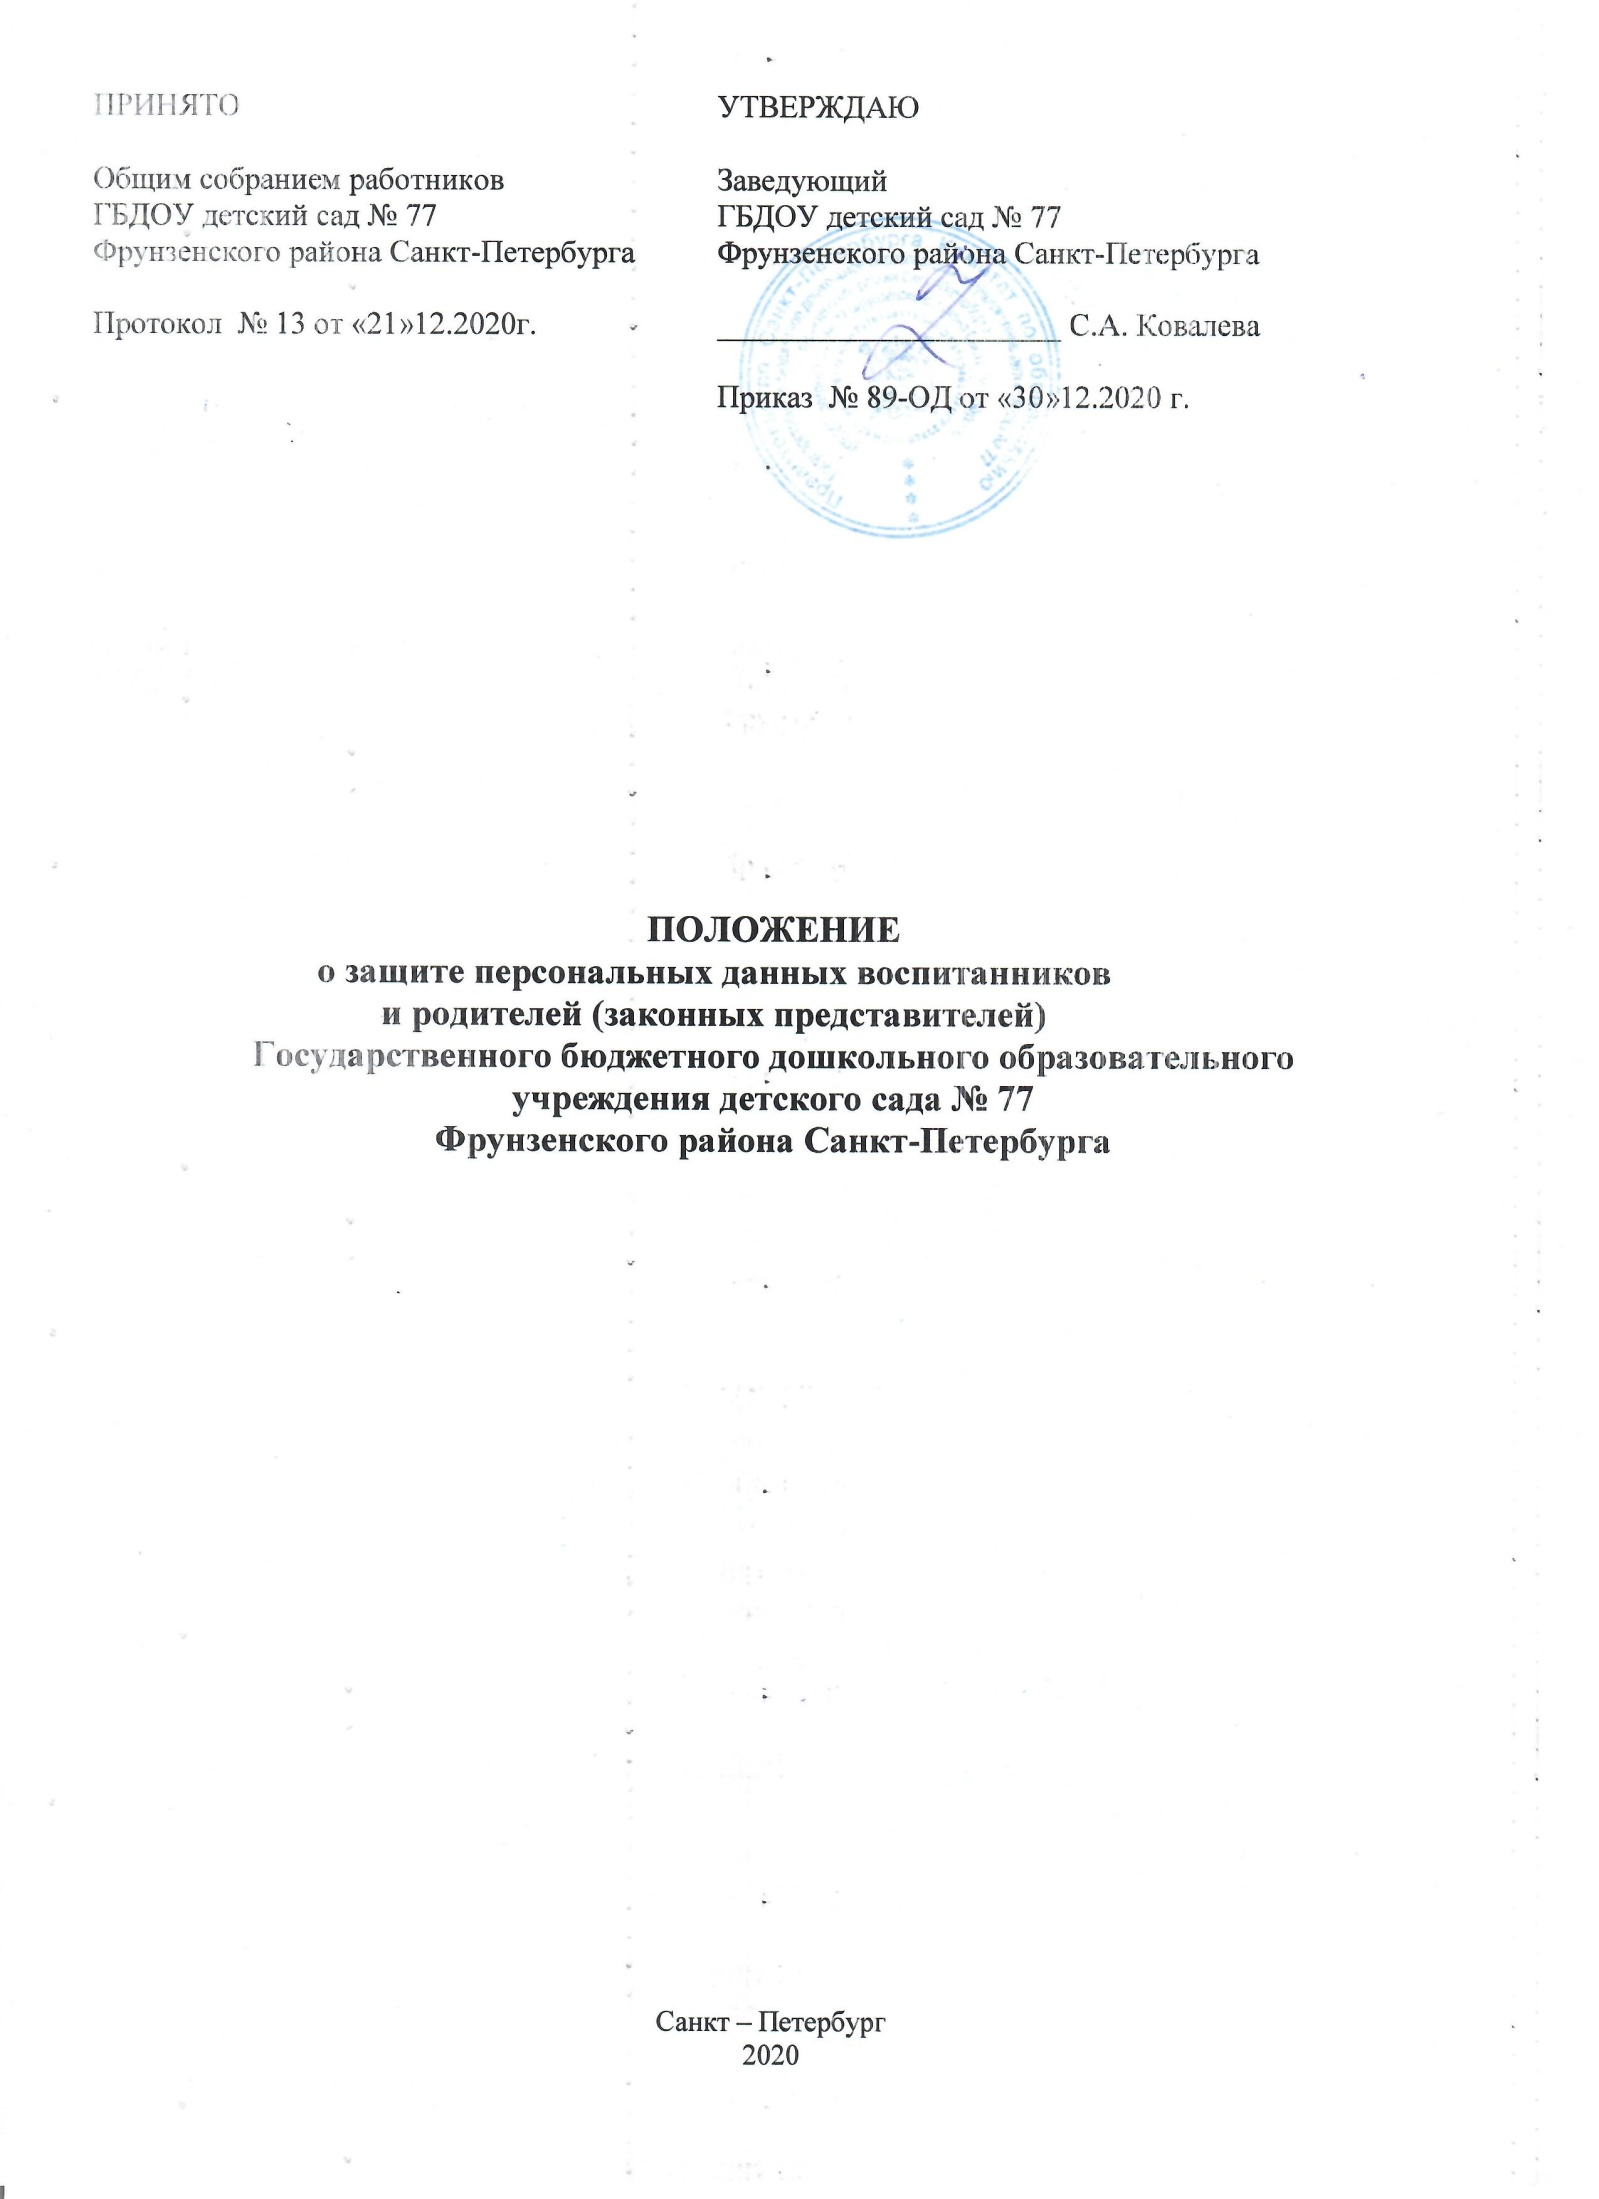 ПРИНЯТО
Общим собранием работников
ГБДОУ детский сад № 77
Фрунзенского района Санкт-Петербурга
Протокол № 13 от «21»12.2020г.
УТВЕРЖДАЮ
Заведующий
ГБДОУ детский сад № 77
Фрунзенского района Санкт-Петербурга
С.А. Ковалева
Приказ № 89-ОД от «30»12.2020 г.
ПОЛОЖЕНИЕ
о защите персональных данных воспитанников
и родителей (законных представителей)
Государственного бюджетного дошкольного образовательного
учреждения детского сада № 77
Фрунзенского района Санкт-Петербурга
Санкт – Петербург
2020